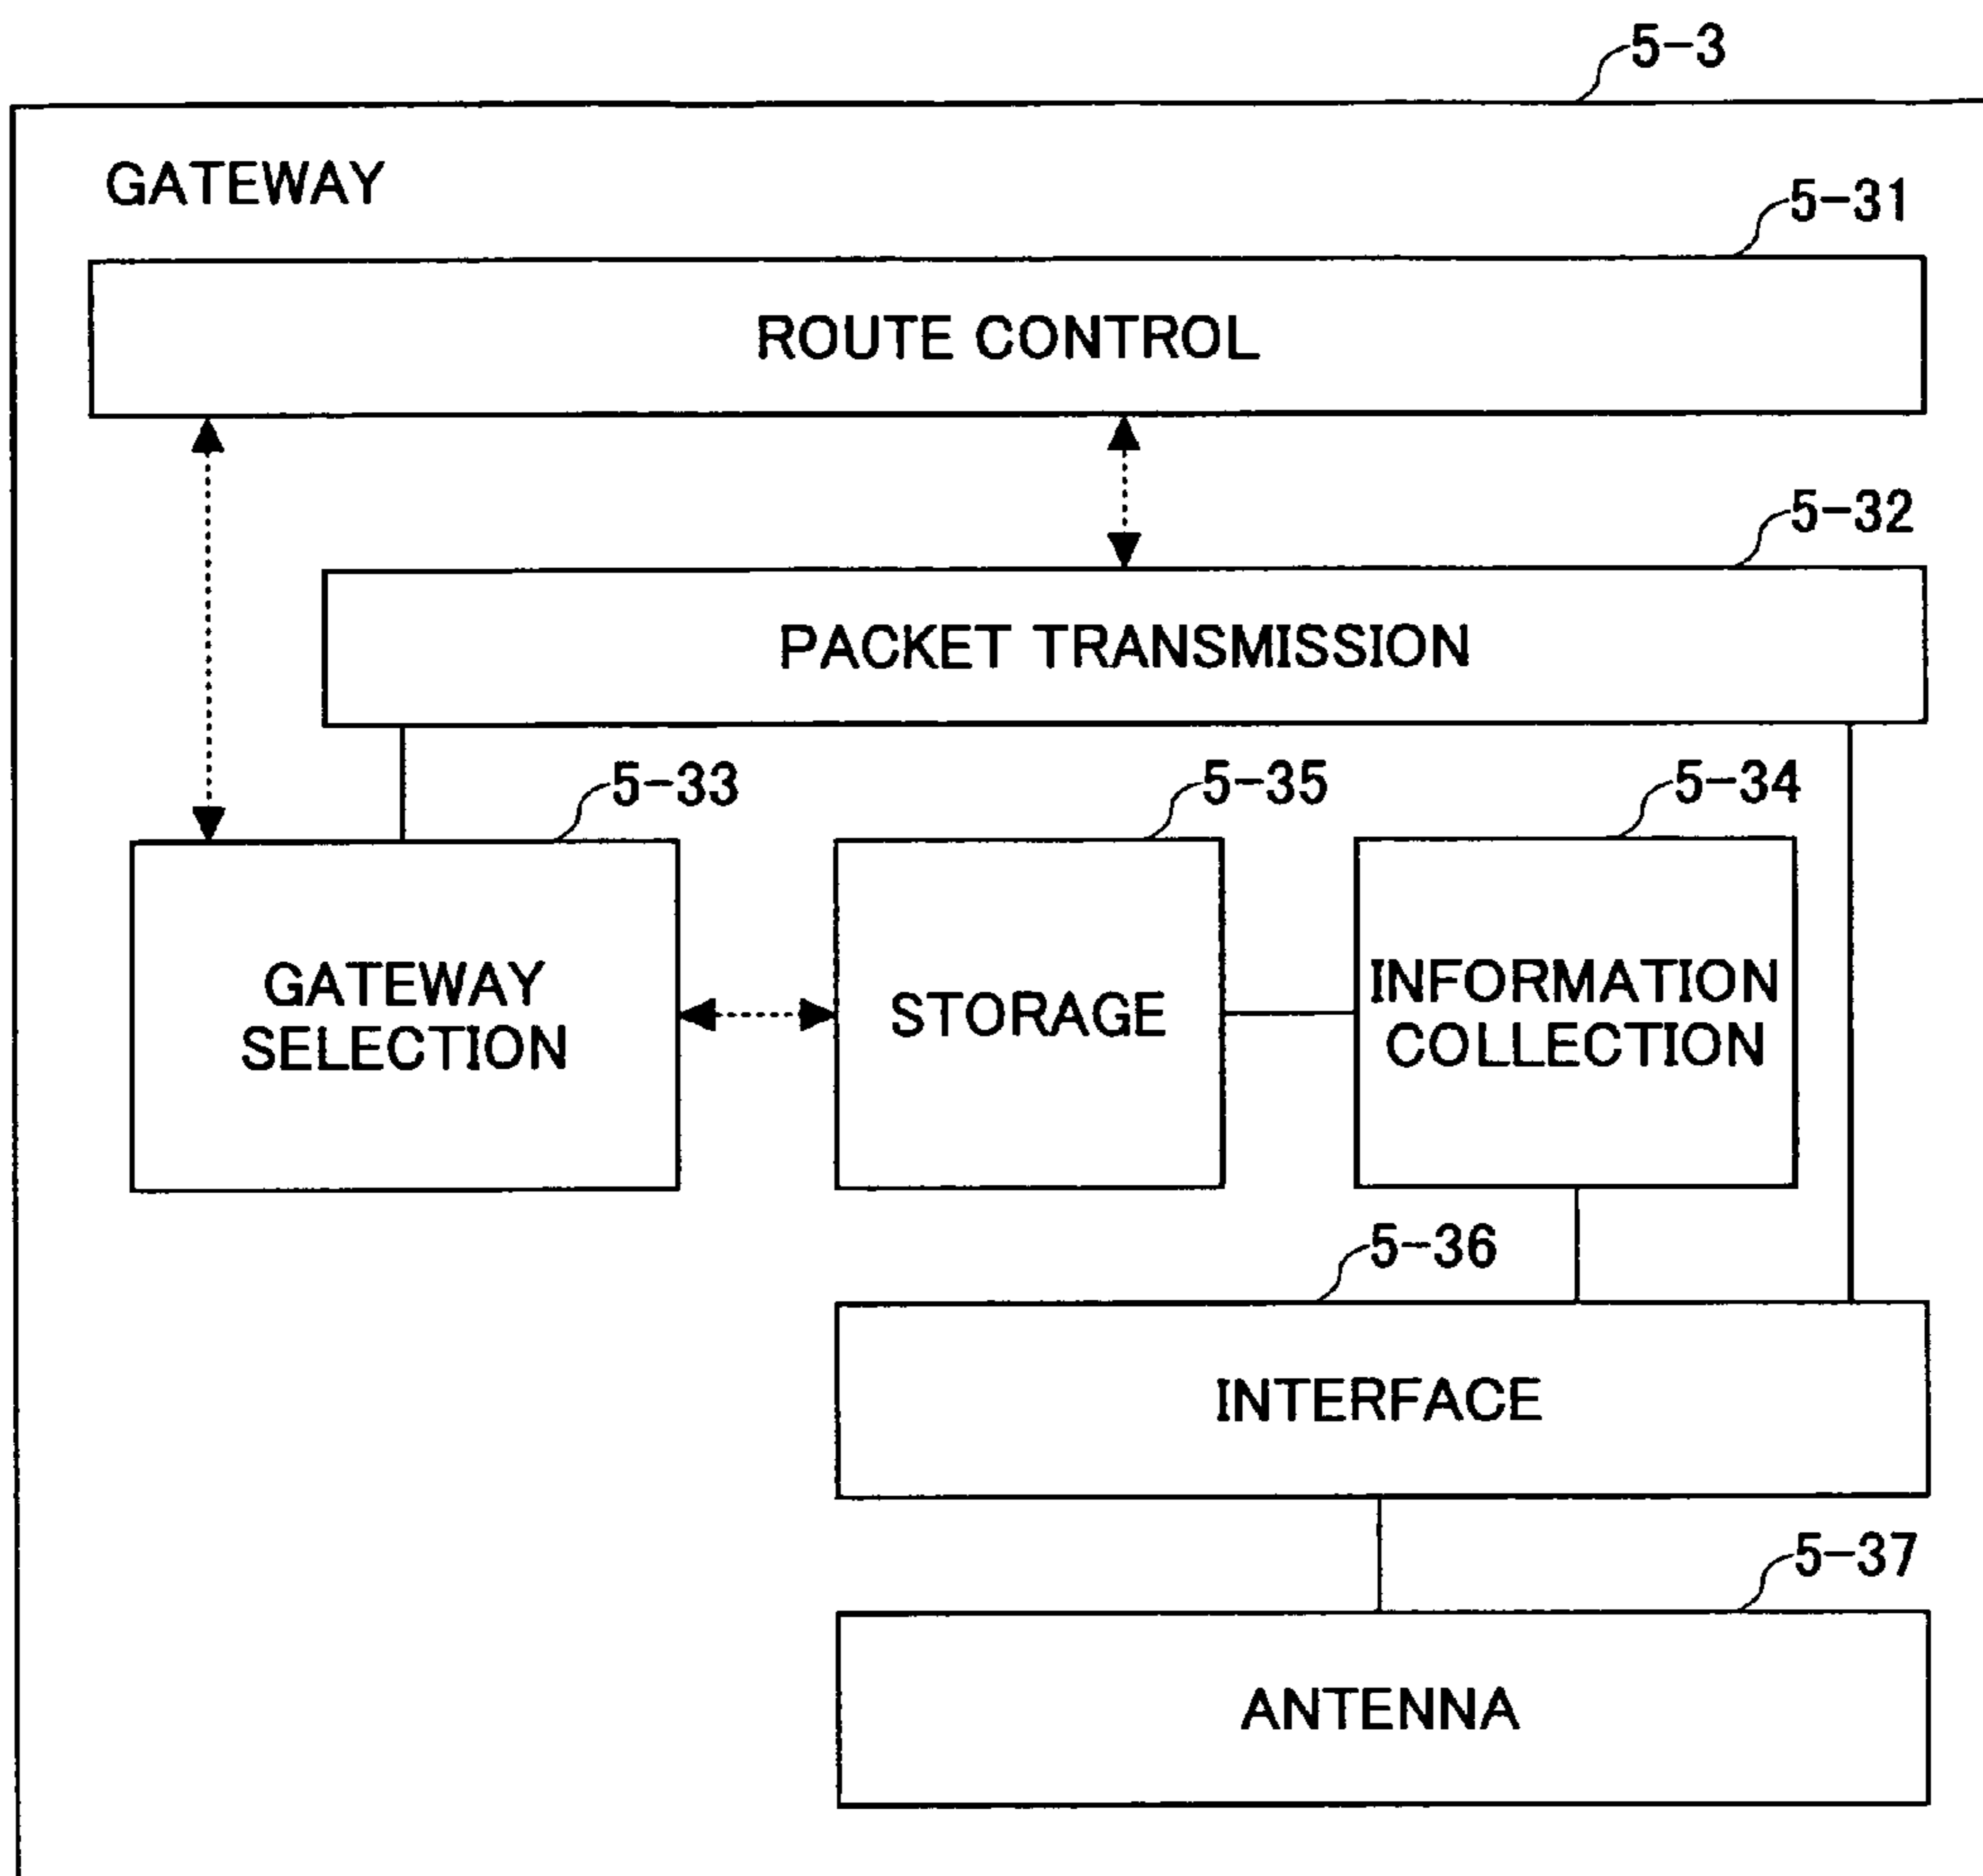 5-3
GATEWAY
5-31
ROUTE CONTROL
5-32
PACKET TRANSMISSION
5-33
5-35
5-34
GATEWAY
SELECTION
STORAGE
INFORMATION
COLLECTION
5-36
INTERFACE
5-37
ANTENNA